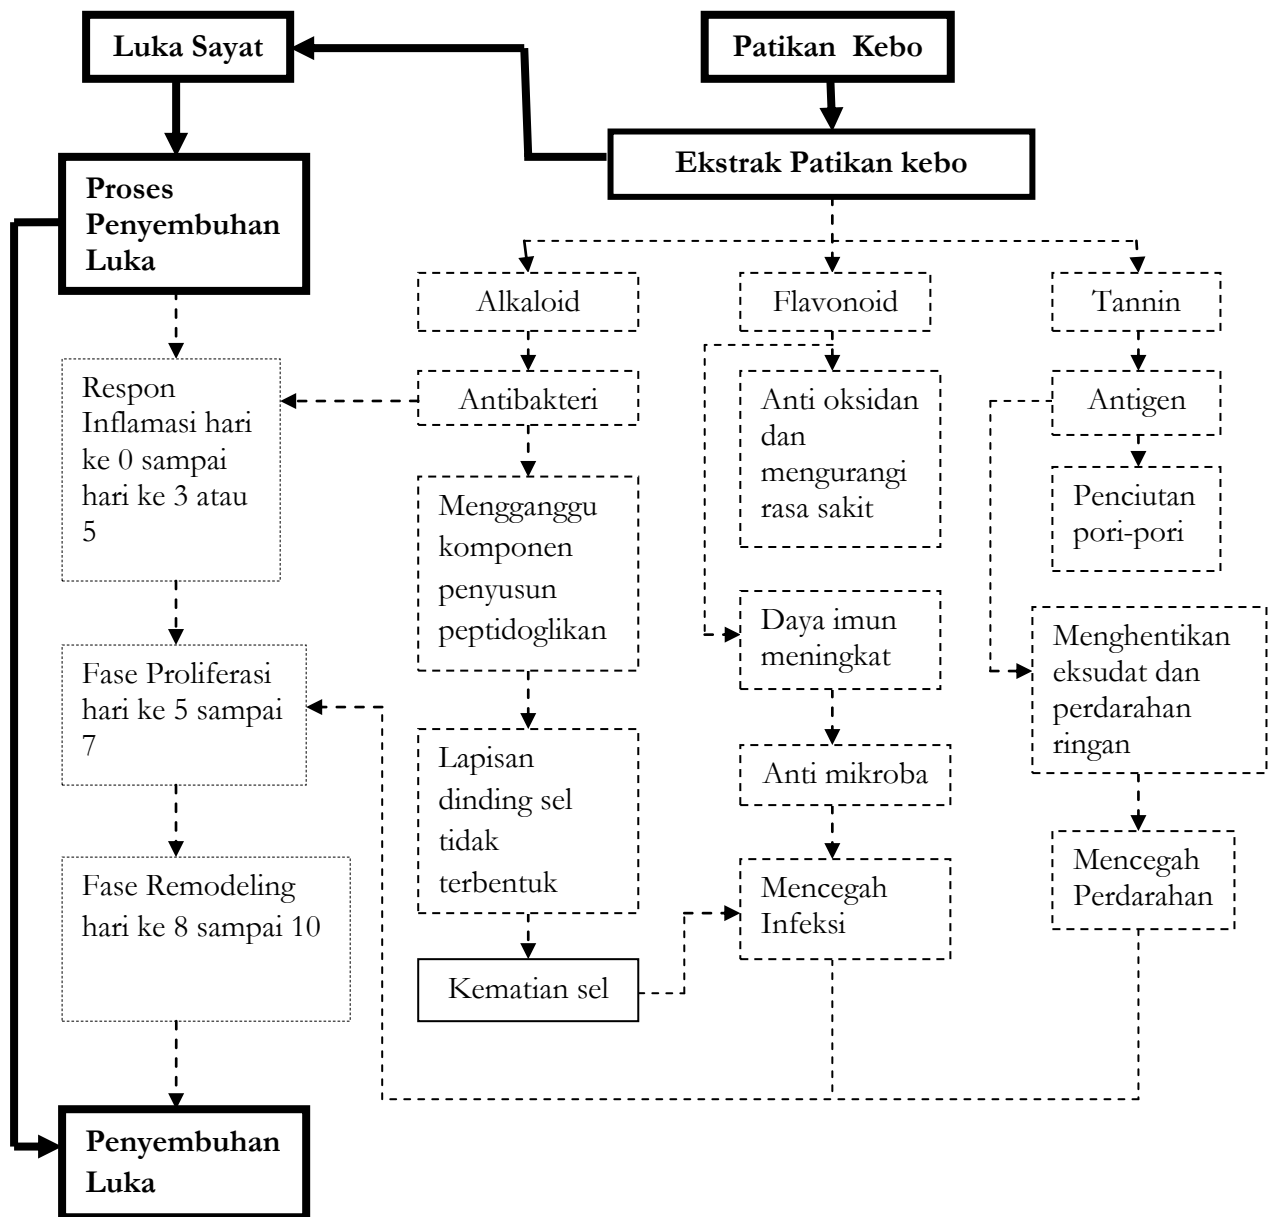 Luka Sayat
Patikan  Kebo
Ekstrak Patikan kebo
Proses
Penyembuhan
Luka
Alkaloid
Flavonoid
Tannin
Respon
Inflamasi hari
ke 0 sampai
hari ke 3 atau
5
Antibakteri
Anti oksidan
dan
mengurangi
rasa sakit
Antigen
Penciutan
pori-pori
Mengganggu
komponen
penyusun
peptidoglikan
Daya imun
meningkat
Menghentikan
eksudat dan
perdarahan
ringan
Fase Proliferasi
hari ke 5 sampai
7
Lapisan
dinding sel
tidak
terbentuk
Anti mikroba
Mencegah
Perdarahan
Fase Remodeling
hari ke 8 sampai 10
Mencegah
Infeksi
Kematian sel
Penyembuhan
Luka